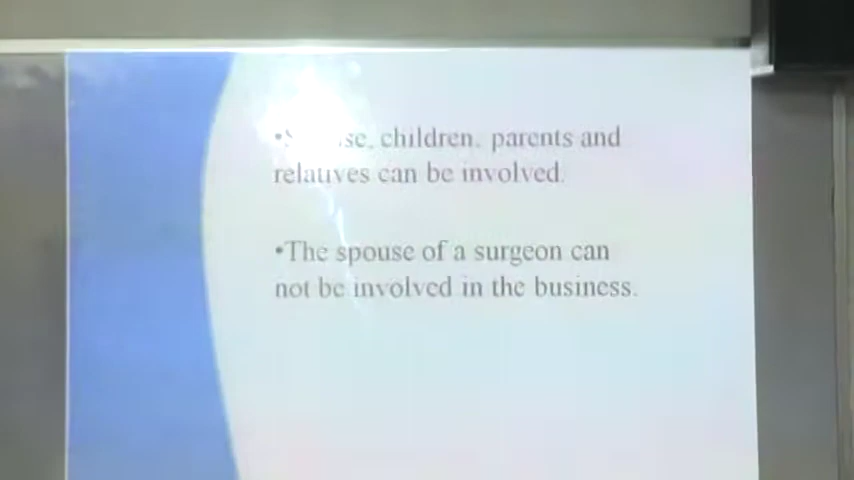 children, parents and
relatives can be involved.
•The spouse of a surgeon can
not be involved in the business.